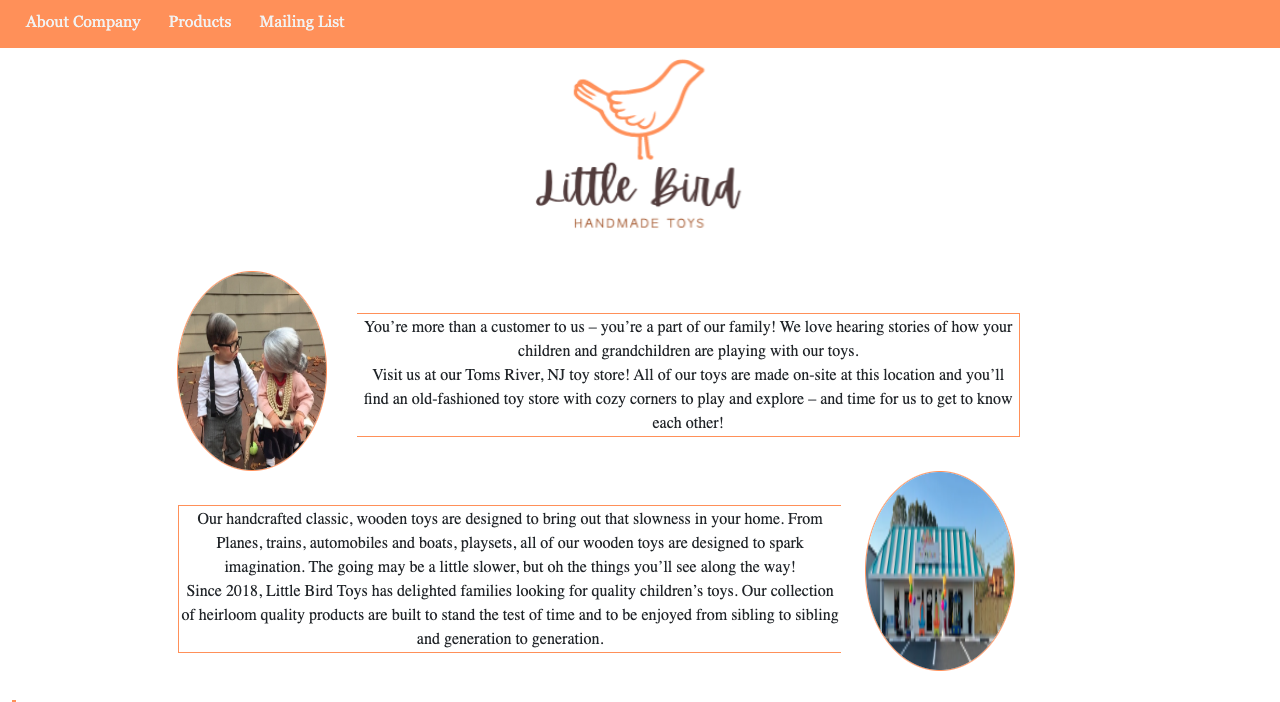 About Company Products Mailing List
Little Bird
HANDMADE TOYS
You’re more than a customer to us – you’re a part of our family! We love hearing stories of how your
children and grandchildren are playing with our toys.
Visit us at our Toms River, NJ toy store! All of our toys are made on-site at this location and you’ll
find an old-fashioned toy store with cozy corners to play and explore – and time for us to get to know
each other!
Our handcrafted classic, wooden toys are designed to bring out that slowness in your home. From
Planes, trains, automobiles and boats, playsets, all of our wooden toys are designed to spark
imagination. The going may be a little slower, but oh the things you’ll see along the way!
Since 2018, Little Bird Toys has delighted families looking for quality children’s toys. Our collection
of heirloom quality products are built to stand the test of time and to be enjoyed from sibling to sibling
and generation to generation.